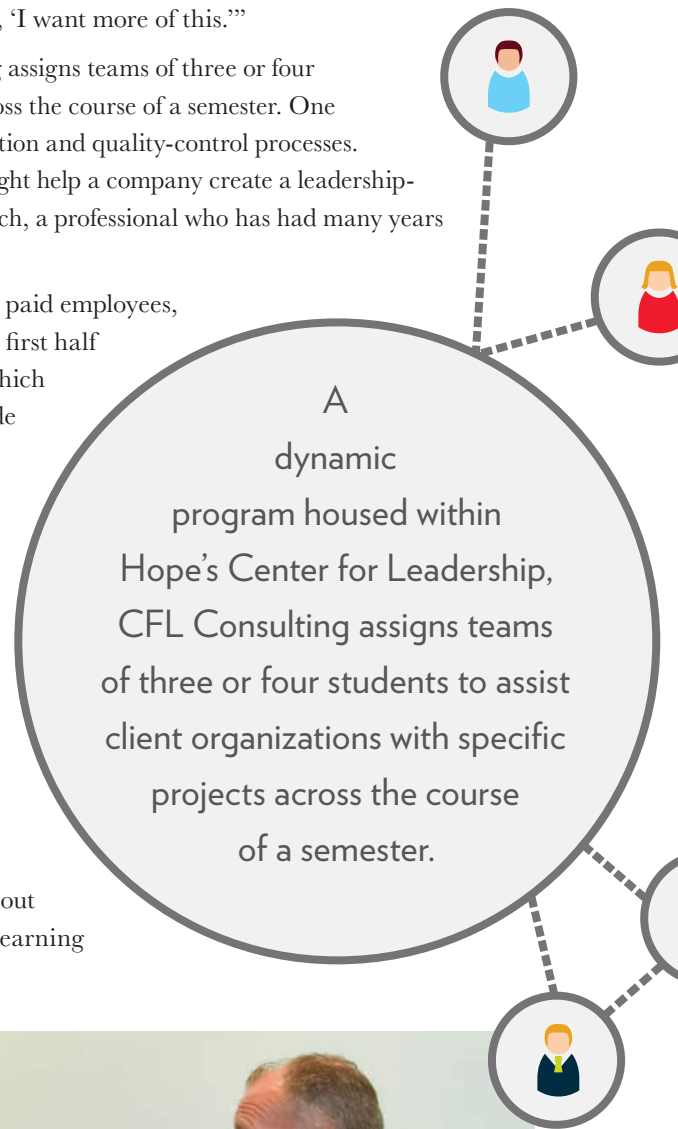 , ‘I want more of this.’”
assigns teams of three or four
oss the course of a semester. One
tion and quality-control processes.
ght help a company create a leadership-
ch, a professional who has had many years
paid employees,
first half
hich
le
A
dynamic
program housed within
Hope’s Center for Leadership,
CFL Consulting assigns teams
of three or four students to assist
client organizations with specific
projects across the course
of a semester.
out
earning